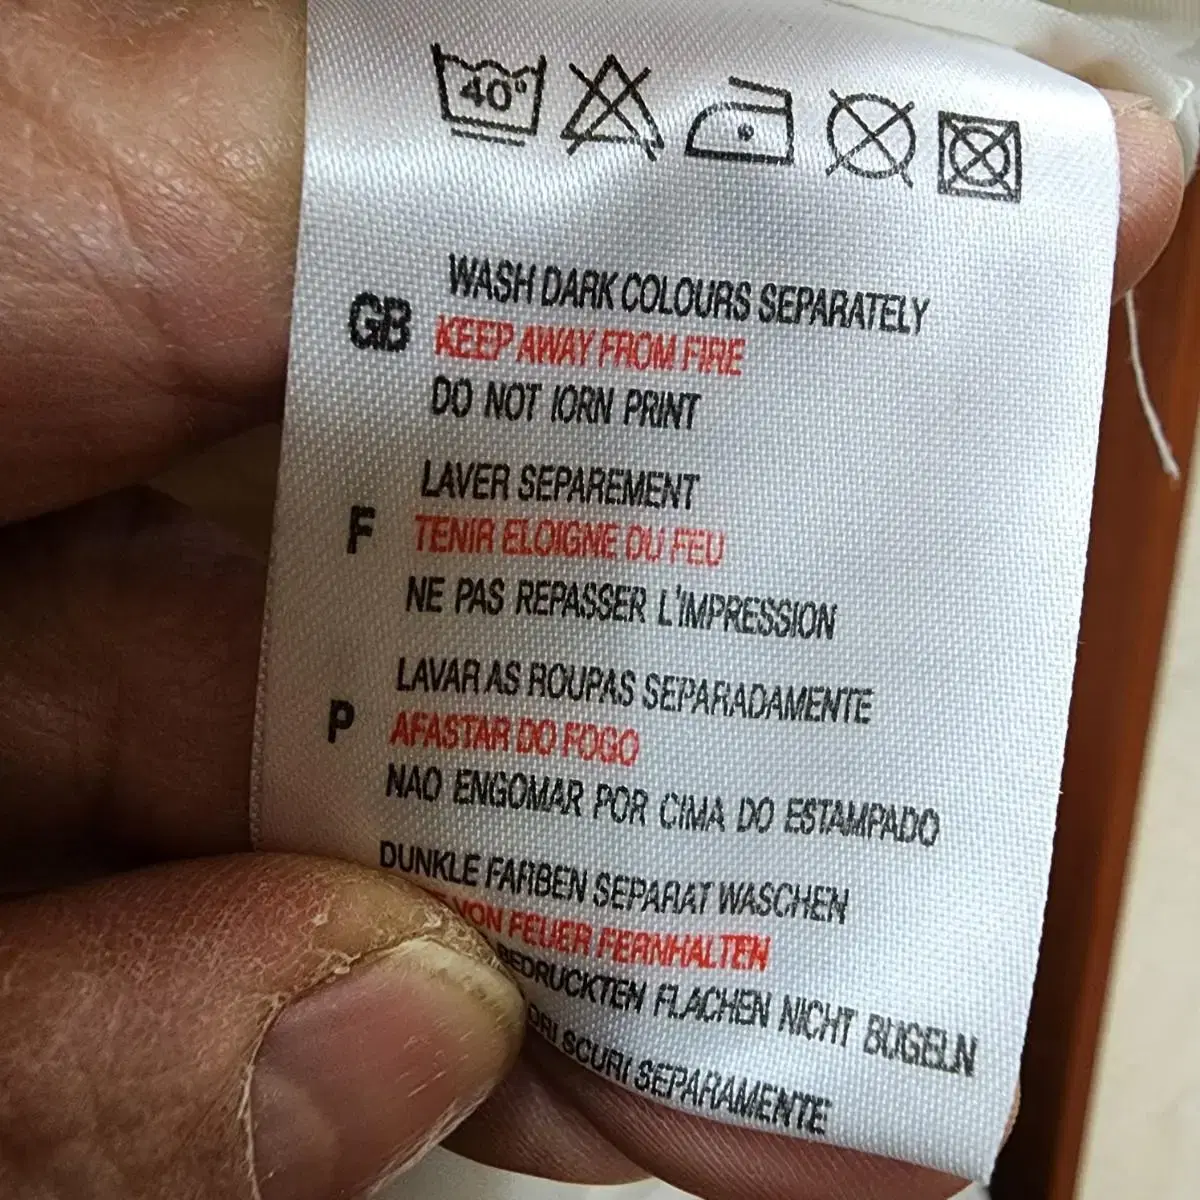 40°
WASH DARK COLOURS SEPARATELY
GB
KEEP AWAY FROM FIRE
DO NOT IORN PRINT
LAVER SEPAREMENT
F
TENIR ELOIGNE DU FEU
NE PAS REPASSER L'IMPRESSION
LAVAR AS ROUPAS SEPARADAMENTE
P
AFASTAR DO FOGO
NAO ENGOMAR POR CIMA DO ESTAMPADO
DUNKLE FARBEN SEPARAT WASCHEN
VON FEUER FERNHALTEN
BEDRUCKTEN FLACHEN NICHT BUGELN
SCURI SEPARAMENTE